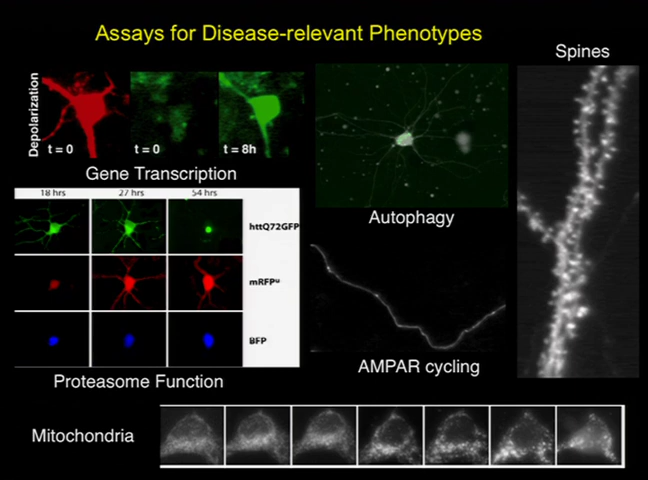 Assays for Disease-relevant Phenotypes
Spines
Depolarization
t = 0
t = 0
t = 8h
Gene Transcription
Autophagy
18 hrs
27 hrs
54 hrs
httQ72GFP
mRFPu
BFP
Proteasome Function
AMPAR cycling
Mitochondria